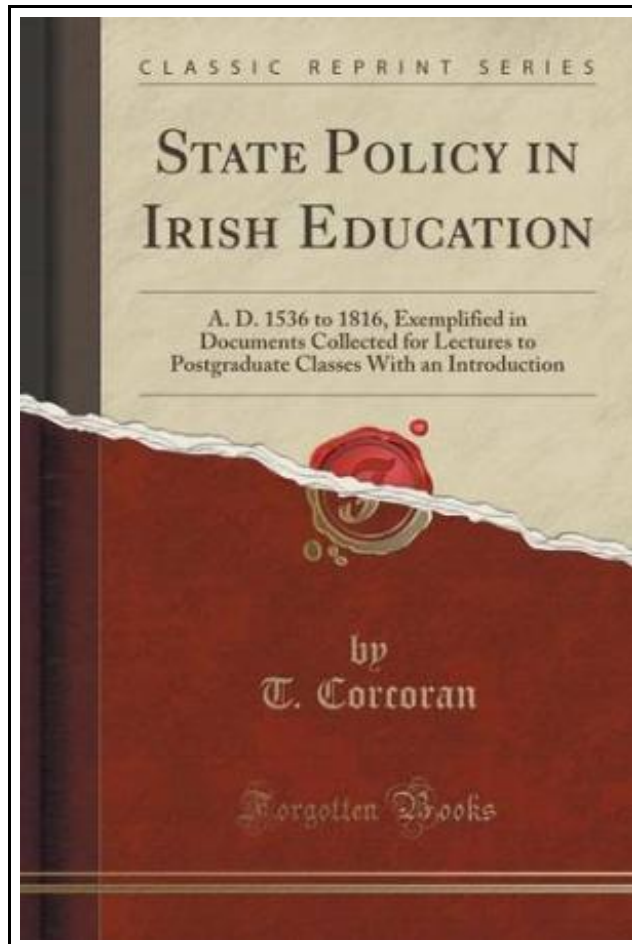 CLASSIC REPRINT SERIES
STATE POLICY IN
IRISH EDUCATION
A. D. 1536 to 1816, Exemplified in
Documents Collected for Lectures to
Postgraduate Classes With an Introduction
by
T. Corcoran
Forgotten Books